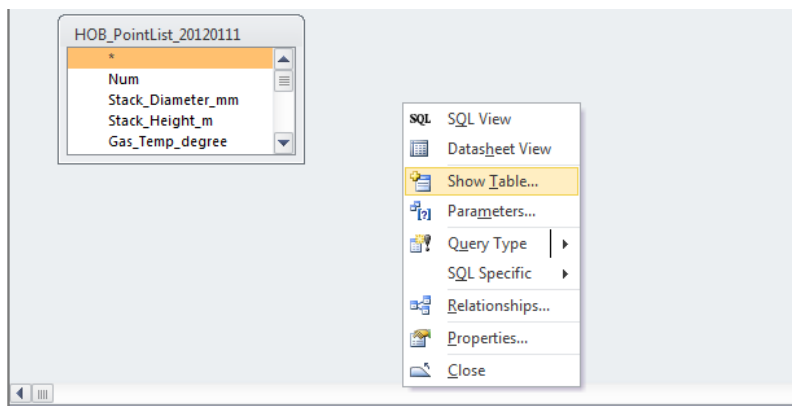 HOB_PointList_20120111
*
Num
Stack_Diameter_mm
Stack_Height_m
Gas_Temp_degree
SQL SQL View
Datasheet View
Show Table...
[?] Parameters...
Query Type
SQL Specific
Relationships...
Properties...
Close